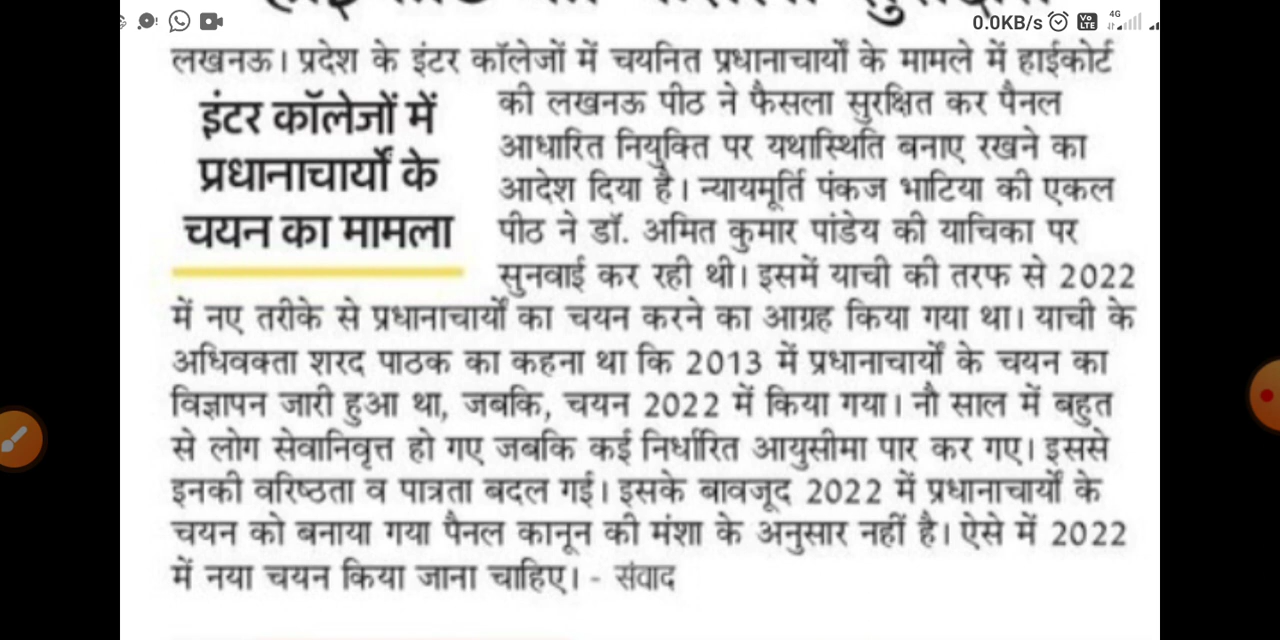 0.0KB/s VoLTE 4G
लखनऊ। प्रदेश के इंटर कॉलेजों में चयनित प्रधानाचार्यों के मामले में हाईकोर्ट
इंटर कॉलेजों में
प्रधानाचार्यों के
चयन का मामला
की लखनऊ पीठ ने फैसला सुरक्षित कर पैनल
आधारित नियुक्ति पर यथास्थिति बनाए रखने का
आदेश दिया है। न्यायमूर्ति पंकज भाटिया की एकल
पीठ ने डॉ. अमित कुमार पांडेय की याचिका पर
सुनवाई कर रही थी। इसमें याची की तरफ से 2022
में नए तरीके से प्रधानाचार्यों का चयन करने का आग्रह किया गया था। याची के
अधिवक्ता शरद पाठक का कहना था कि 2013 में प्रधानाचार्यों के चयन का
विज्ञापन जारी हुआ था, जबकि, चयन 2022 में किया गया। नौ साल में बहुत
से लोग सेवानिवृत्त हो गए जबकि कई निर्धारित आयुसीमा पार कर गए। इससे
इनकी वरिष्ठता व पात्रता बदल गई। इसके बावजूद 2022 में प्रधानाचार्यों के
चयन को बनाया गया पैनल कानून की मंशा के अनुसार नहीं है। ऐसे में 2022
में नया चयन किया जाना चाहिए। - संवाद